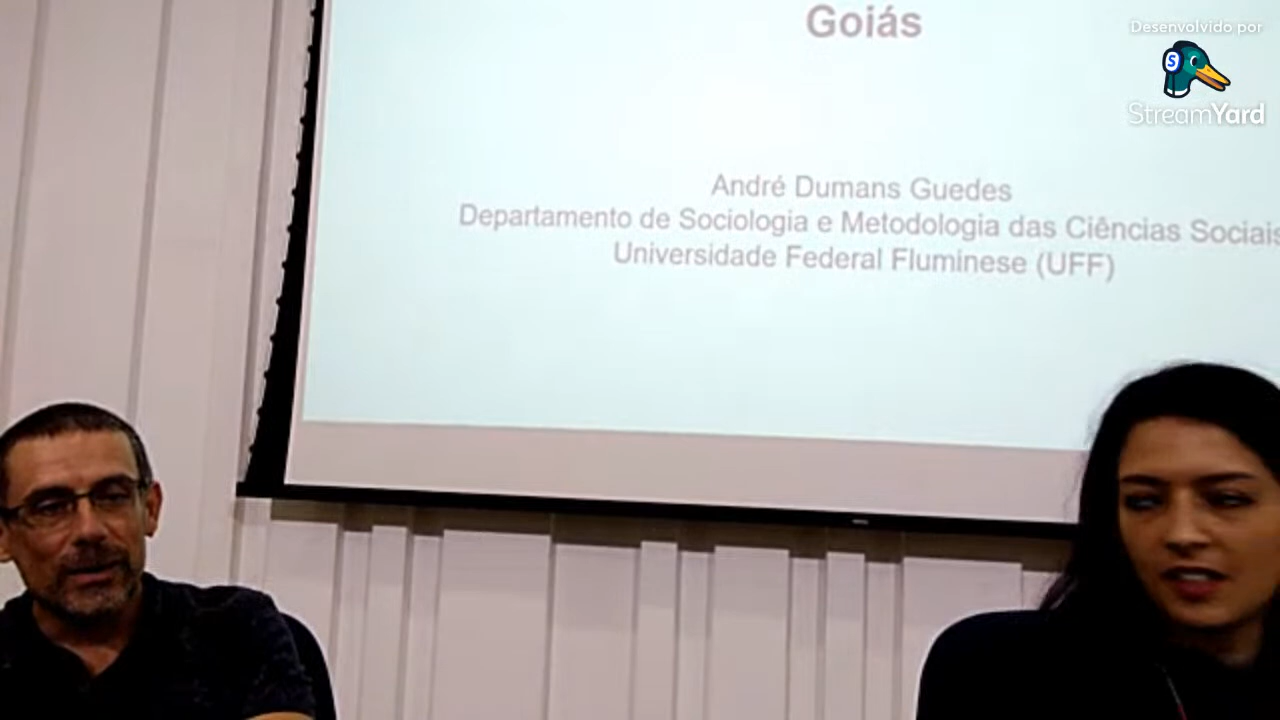 Goiás
Desenvolvido por
S
StreamYard
André Dumans Guedes
Departamento de Sociologia e Metodologia das Ciências Sociais
Universidade Federal Fluminese (UFF)